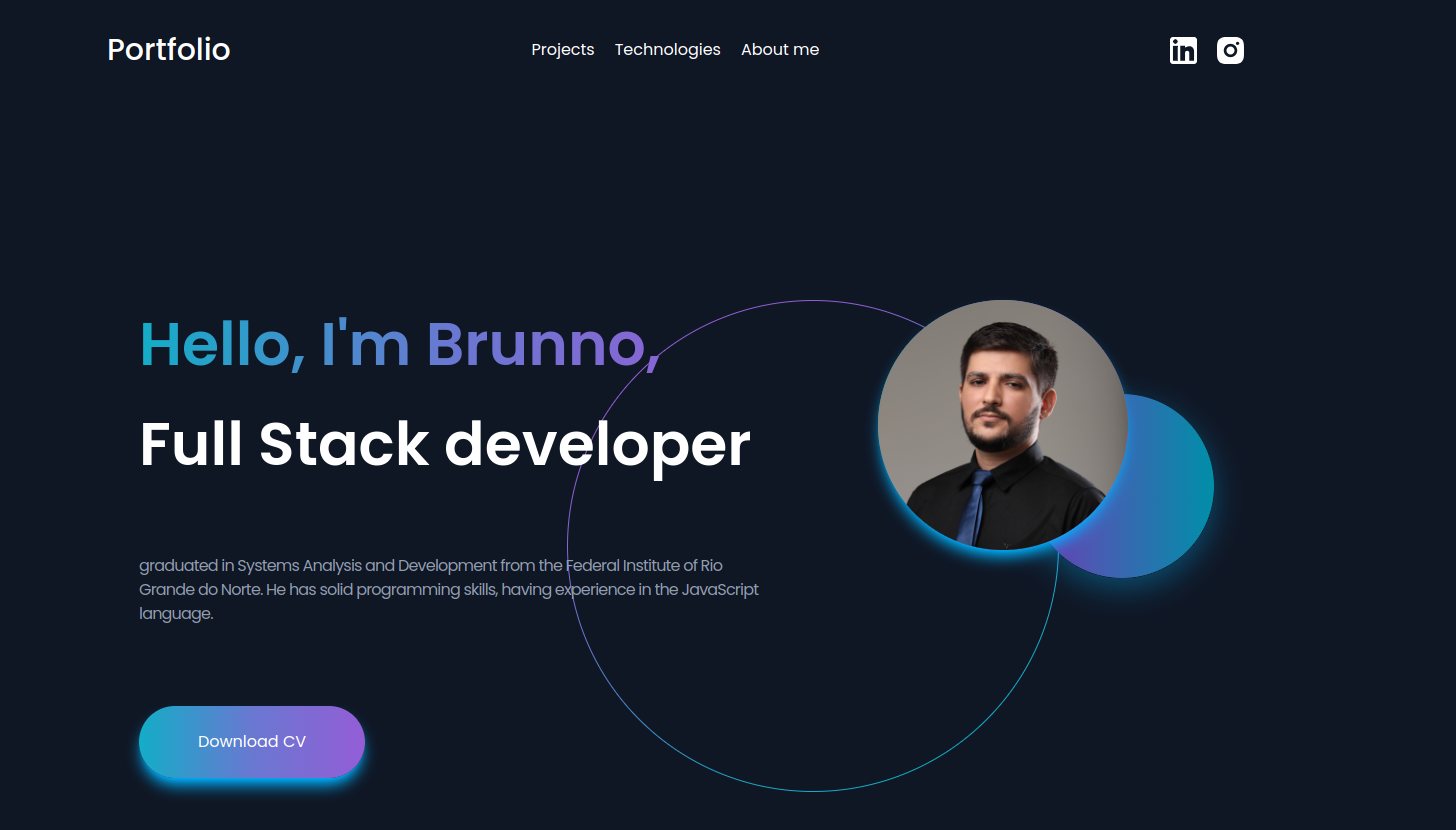 Portfolio
Projects Technologies About me
in
Hello, I'm Brunno,
Full Stack developer
graduated in Systems Analysis and Development from the Federal Institute of Rio
Grande do Norte. He has solid programming skills, having experience in the JavaScript
language.
Download CV